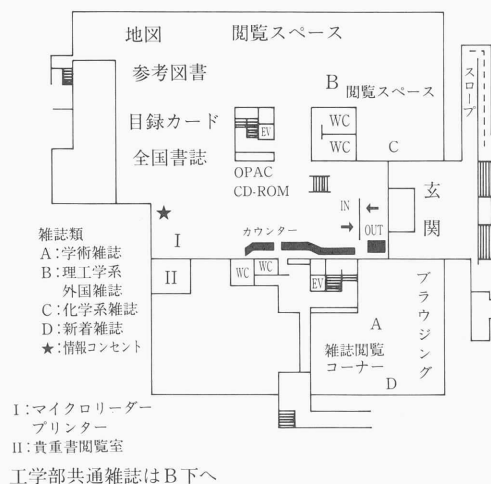 地図
閲覧スペース
参考図書
B
閲覧スペース
スロープ
目録カード
EV
WC
WC
全国書誌
C
OPAC
CD-ROM
玄関
IN
OUT
カウンター
★
I
雑誌類
A:学術雑誌
B:理工学系
外国雑誌
C:化学系雑誌
D:新着雑誌
★:情報コンセント
II
WC
WC
EV
ブラウジング
A
雑誌閲覧
コーナー
D
I:マイクロリーダー
プリンター
II:貴重書閲覧室
工学部共通雑誌はB下へ